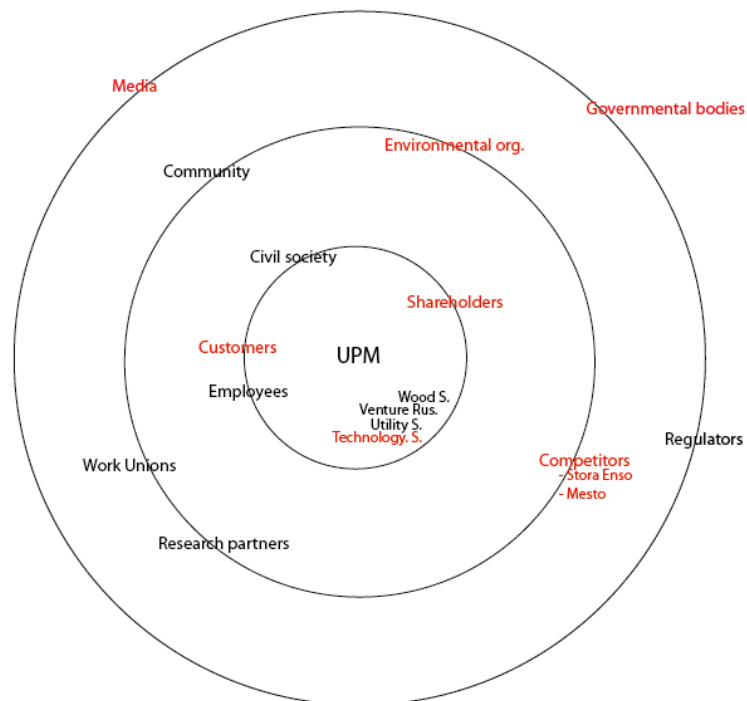 Media
Governmental bodies
Environmental org.
Community
Civil society
Shareholders
Customers
UPM
Employees
Wood S.
Venture Rus.
Utility S.
Technology. S.
Regulators
Competitors
- Stora Enso
- Mesto
Work Unions
Research partners